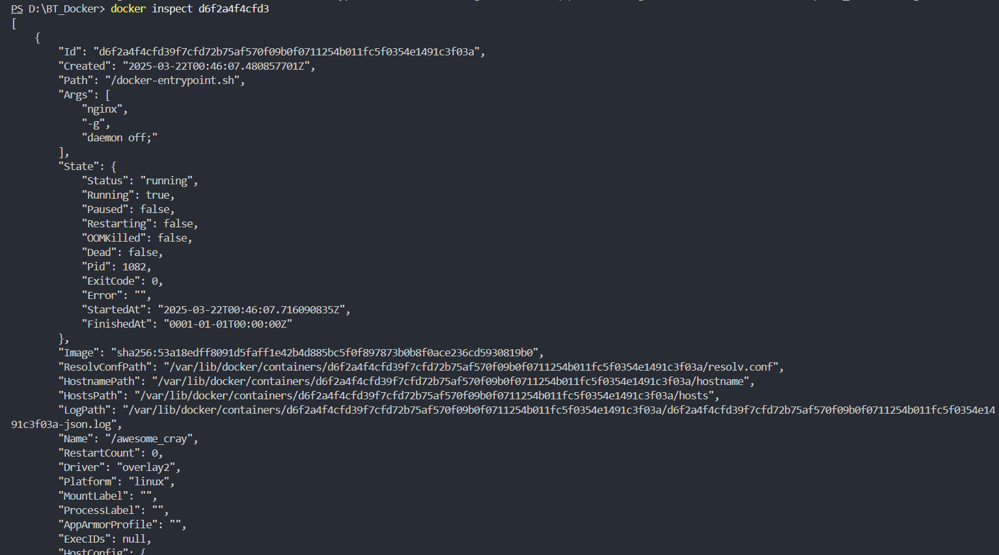 PS D:\BT_Docker> docker inspect d6f2a4f4cfd3
[
    {
        "Id": "d6f2a4f4cfd39f7cfd72b75af570f09b0f0711254b011fc5f0354e1491c3f03a",
        "Created": "2025-03-22T00:46:07.480857701Z",
        "Path": "/docker-entrypoint.sh",
        "Args": [
            "nginx",
            "-g",
            "daemon off;"
        ],
        "State": {
            "Status": "running",
            "Running": true,
            "Paused": false,
            "Restarting": false,
            "OOMKilled": false,
            "Dead": false,
            "Pid": 1082,
            "ExitCode": 0,
            "Error": "",
            "StartedAt": "2025-03-22T00:46:07.716090835Z",
            "FinishedAt": "0001-01-01T00:00:00Z"
        },
        "Image": "sha256:53a18edff8091d5faff1e42b4d885bc5f0f897873b0b8f0ace236cd5930819b0",
        "ResolvConfPath": "/var/lib/docker/containers/d6f2a4f4cfd39f7cfd72b75af570f09b0f0711254b011fc5f0354e1491c3f03a/resolv.conf",
        "HostnamePath": "/var/lib/docker/containers/d6f2a4f4cfd39f7cfd72b75af570f09b0f0711254b011fc5f0354e1491c3f03a/hostname",
        "HostsPath": "/var/lib/docker/containers/d6f2a4f4cfd39f7cfd72b75af570f09b0f0711254b011fc5f0354e1491c3f03a/hosts",
        "LogPath": "/var/lib/docker/containers/d6f2a4f4cfd39f7cfd72b75af570f09b0f0711254b011fc5f0354e1491c3f03a/d6f2a4f4cfd39f7cfd72b75af570f09b0f0711254b011fc5f0354e14
91c3f03a-json.log",
        "Name": "/awesome_cray",
        "RestartCount": 0,
        "Driver": "overlay2",
        "Platform": "linux",
        "MountLabel": "",
        "ProcessLabel": "",
        "AppArmorProfile": "",
        "ExecIDs": null,
        "HostConfig": {